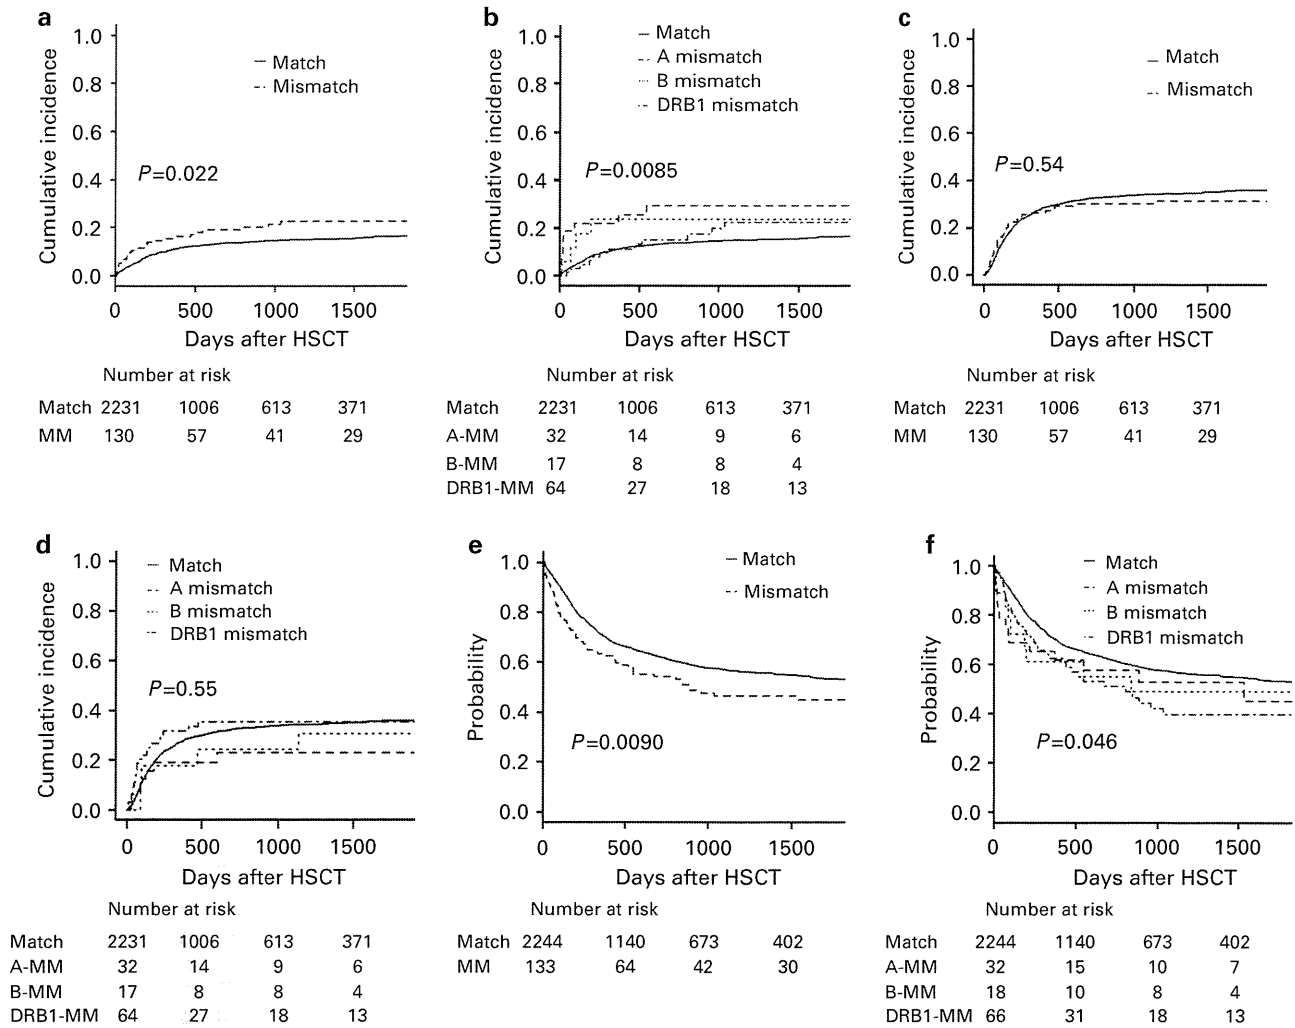 a
Cumulative incidence
1.0
0.8
0.6
0.4
0.2
0.0
Match
Mismatch
P=0.022
0 500 1000 1500
Days after HSCT
Number at risk
Match 2231 1006 613 371
MM 130 57 41 29
b
Cumulative incidence
1.0
0.8
0.6
0.4
0.2
0.0
Match
A mismatch
B mismatch
DRB1 mismatch
P=0.0085
0 500 1000 1500
Days after HSCT
Number at risk
Match 2231 1006 613 371
A-MM 32 14 9 6
B-MM 17 8 8 4
DRB1-MM 64 27 18 13
c
Cumulative incidence
1.0
0.8
0.6
0.4
0.2
0.0
Match
Mismatch
P=0.54
0 500 1000 1500
Days after HSCT
Number at risk
Match 2231 1006 613 371
MM 130 57 41 29
d
Cumulative incidence
1.0
0.8
0.6
0.4
0.2
0.0
Match
A mismatch
B mismatch
DRB1 mismatch
P=0.55
0 500 1000 1500
Days after HSCT
Number at risk
Match 2231 1006 613 371
A-MM 32 14 9 6
B-MM 17 8 8 4
DRB1-MM 64 27 18 13
e
Probability
1.0
0.8
0.6
0.4
0.2
0.0
Match
Mismatch
P=0.0090
0 500 1000 1500
Days after HSCT
Number at risk
Match 2244 1140 673 402
MM 133 64 42 30
f
Probability
1.0
0.8
0.6
0.4
0.2
0.0
Match
A mismatch
B mismatch
DRB1 mismatch
P=0.046
0 500 1000 1500
Days after HSCT
Number at risk
Match 2244 1140 673 402
A-MM 32 15 10 7
B-MM 18 10 8 4
DRB1-MM 66 31 18 13